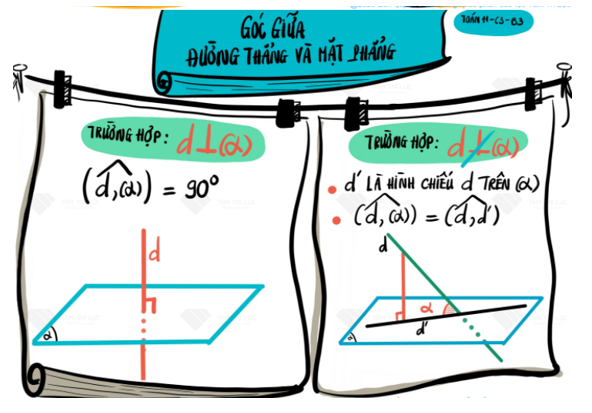 GÓC GIỮA
ĐƯỜNG THẲNG VÀ MẶT PHẲNG
TOÁN 11-C3-B3
TRƯỜNG HỢP: d⊥(α)
(d,(α)) = 90°
d
α
TRƯỜNG HỢP: d⊥̸(α)
• d' LÀ HÌNH CHIẾU d TRÊN (α)
• (d,(α)) = (d,d')
d
α
d'